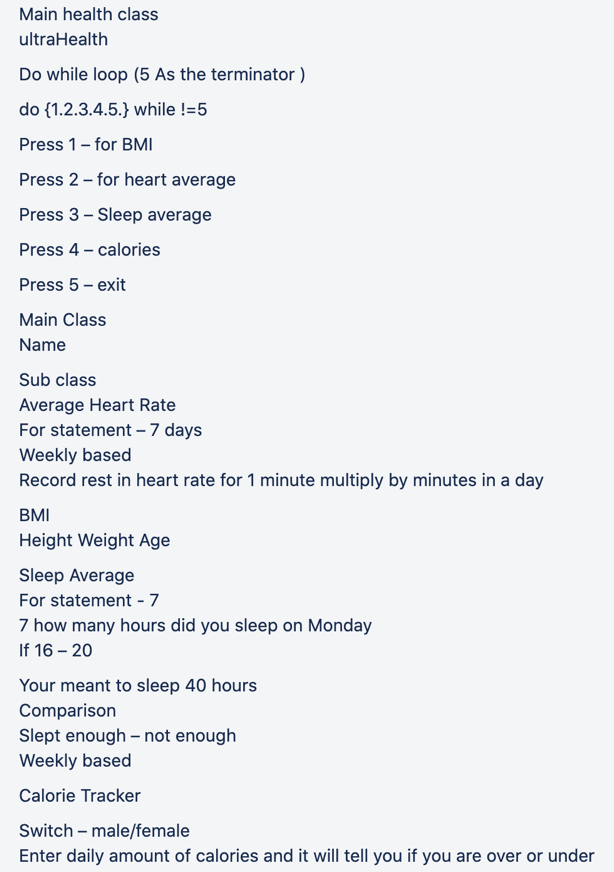 Main health class
ultraHealth
Do while loop (5 As the terminator )
do {1.2.3.4.5.} while !=5
Press 1 – for BMI
Press 2 – for heart average
Press 3 – Sleep average
Press 4 – calories
Press 5 – exit
Main Class
Name
Sub class
Average Heart Rate
For statement – 7 days
Weekly based
Record rest in heart rate for 1 minute multiply by minutes in a day
BMI
Height Weight Age
Sleep Average
For statement - 7
7 how many hours did you sleep on Monday
If 16 – 20
Your meant to sleep 40 hours
Comparison
Slept enough – not enough
Weekly based
Calorie Tracker
Switch – male/female
Enter daily amount of calories and it will tell you if you are over or under